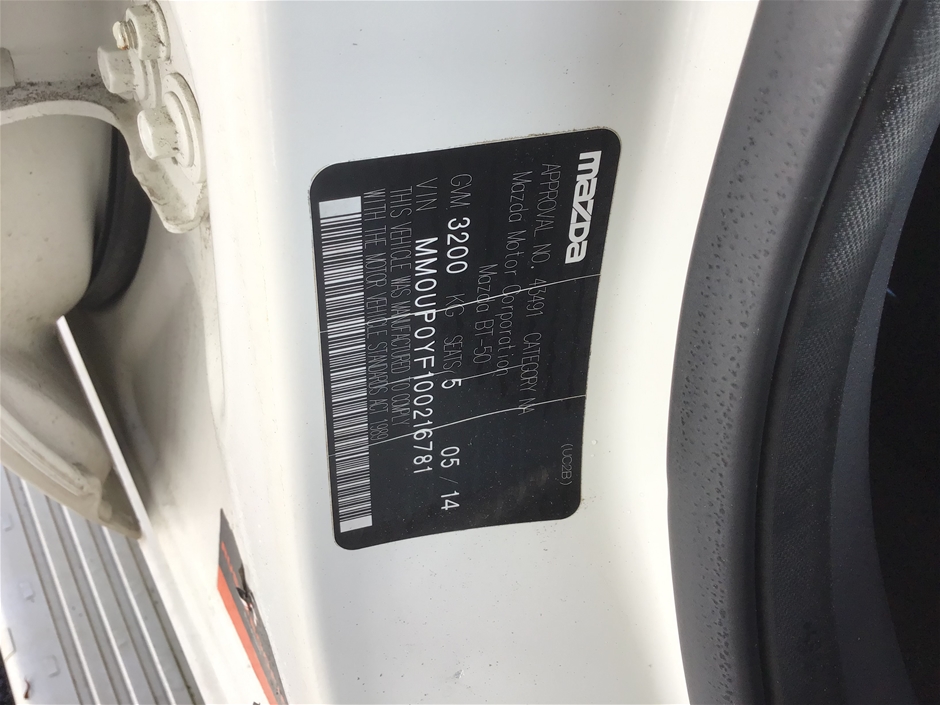 mazda
APPROVAL NO. 43491 CATEGORY NA (UC2B)
Mazda Motor Corporation
Mazda BT-50
GVM 3200 KG SEATS 5 05 / 14
VIN MM0UP0YF100216781
THIS VEHICLE WAS MANUFACTURED TO COMPLY
WITH THE MOTOR VEHICLE STANDARDS ACT 1989